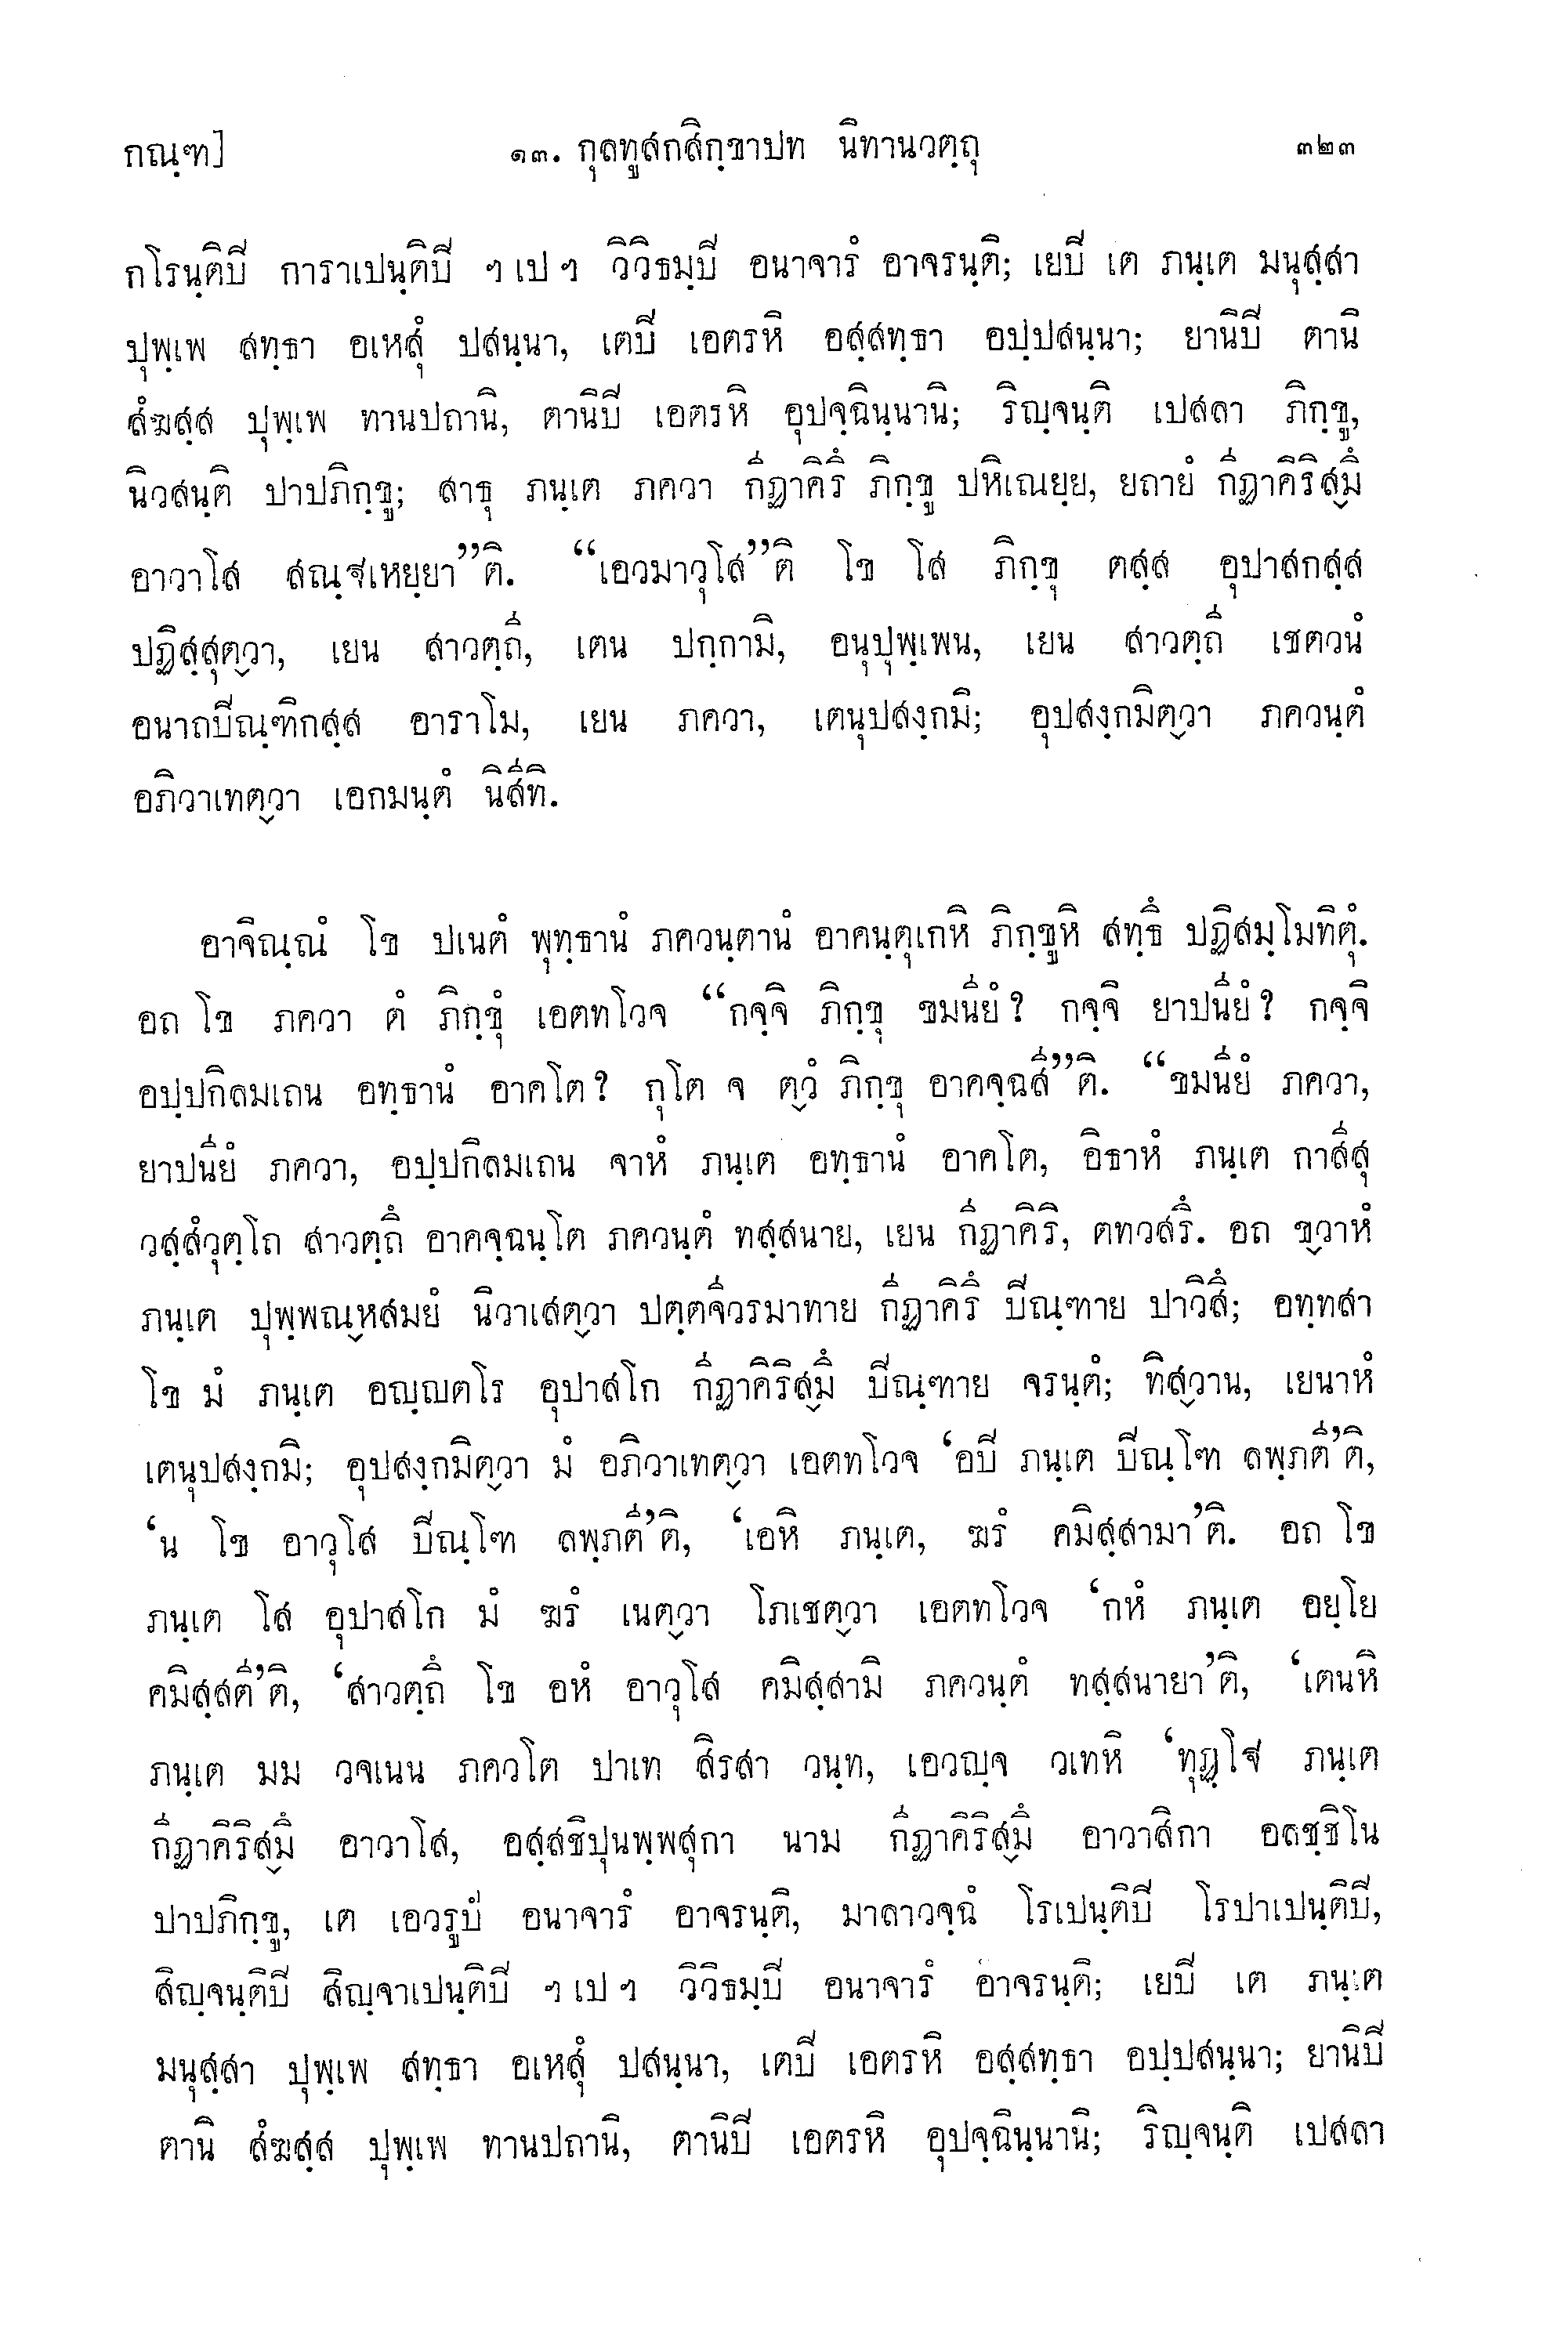 กณฺฑ] ๑๓. กุลทูสกสิกฺขาปท นิทานวตฺถุ ๓๒๓
กโรนฺติปิ การาเปนฺติปิ ฯ เป ฯ วิวิธมฺปิ อนาจารํ อาจรนฺติ; เยปิ เต ภนฺเต มนุสฺสา
ปุพฺเพ สทฺธา อเหสุํ ปสนฺนา, เตปิ เอตรหิ อสฺสทฺธา อปฺปสนฺนา; ยานิปิ ตานิ
สํฆสฺส ปุพฺเพ ทานปถานิ, ตานิปิ เอตรหิ อุปจฺฉินฺนานิ; ริญฺจนฺติ เปสลา ภิกฺขู,
นิวสนฺติ ปาปภิกฺขู; สาธุ ภนฺเต ภควา กีฏาคิรึ ภิกฺขู ปหิเณยฺย, ยถายํ กีฏาคิริสฺมึ
อาวาโส สณฺฐเหยฺยา”ติ. “เอวมาวุโส”ติ โข โส ภิกฺขุ ตสฺส อุปาสกสฺส
ปฏิสฺสุตฺวา, เยน สาวตฺถี, เตน ปกฺกามิ, อนุปุพฺเพน, เยน สาวตฺถี เชตวนํ
อนาถปิณฺฑิกสฺส อาราโม, เยน ภควา, เตนุปสงฺกมิ; อุปสงฺกมิตฺวา ภควนฺตํ
อภิวาเทตฺวา เอกมนฺตํ นิสีทิ.
อาจิณฺณํ โข ปเนตํ พุทฺธานํ ภควนฺตานํ อาคนฺตุเกหิ ภิกฺขูหิ สทฺธึ ปฏิสมฺโมทิตุํ.
อถ โข ภควา ตํ ภิกฺขุํ เอตทโวจ “กจฺจิ ภิกฺขุ ขมนียํ? กจฺจิ ยาปนียํ? กจฺจิ
อปฺปกิลมเถน อทฺธานํ อาคโต? กุโต จ ตฺวํ ภิกฺขุ อาคจฺฉสี”ติ. “ขมนียํ ภควา,
ยาปนียํ ภควา, อปฺปกิลมเถน จาหํ ภนฺเต อทฺธานํ อาคโต, อิธาหํ ภนฺเต กาสีสุ
วสฺสํวุตฺโถ สาวตฺถึ อาคจฺฉนฺโต ภควนฺตํ ทสฺสนาย, เยน กีฏาคิริ, ตทวสรึ. อถ ขฺวาหํ
ภนฺเต ปุพฺพณฺหสมยํ นิวาเสตฺวา ปตฺตจีวรมาทาย กีฏาคิรึ ปิณฺฑาย ปาวิสึ; อทฺทสา
โข มํ ภนฺเต อญฺญตโร อุปาสโก กีฏาคิริสฺมึ ปิณฺฑาย จรนฺตํ; ทิสฺวาน, เยนาหํ
เตนุปสงฺกมิ; อุปสงฺกมิตฺวา มํ อภิวาเทตฺวา เอตทโวจ ‘อปิ ภนฺเต ปิณฺโฑ ลพฺภตี’ติ,
‘น โข อาวุโส ปิณฺโฑ ลพฺภตี’ติ, ‘เอหิ ภนฺเต, ฆรํ คมิสฺสามา’ติ. อถ โข
ภนฺเต โส อุปาสโก มํ ฆรํ เนตฺวา โภเชตฺวา เอตทโวจ ‘กหํ ภนฺเต อยฺโย
คมิสฺสตี’ติ, ‘สาวตฺถึ โข อหํ อาวุโส คมิสฺสามิ ภควนฺตํ ทสฺสนายา’ติ, ‘เตนหิ
ภนฺเต มม วจเนน ภควโต ปาเท สิรสา วนฺท, เอวญฺจ วเทหิ ‘ทุฏฺโฐ ภนฺเต
กีฏาคิริสฺมึ อาวาโส, อสฺสชิปุนพฺพสุกา นาม กีฏาคิริสฺมึ อาวาสิกา อลชฺชิโน
ปาปภิกฺขู, เต เอวรูปํ อนาจารํ อาจรนฺติ, มาลาวจฺฉํ โรเปนฺติปิ โรปาเปนฺติปิ,
สิญฺจนฺติปิ สิญฺจาเปนฺติปิ ฯ เป ฯ วิวิธมฺปิ อนาจารํ อาจรนฺติ; เยปิ เต ภนฺเต
มนุสฺสา ปุพฺเพ สทฺธา อเหสุํ ปสนฺนา, เตปิ เอตรหิ อสฺสทฺธา อปฺปสนฺนา; ยานิปิ
ตานิ สํฆสฺส ปุพฺเพ ทานปถานิ, ตานิปิ เอตรหิ อุปจฺฉินฺนานิ; ริญฺจนฺติ เปสลา